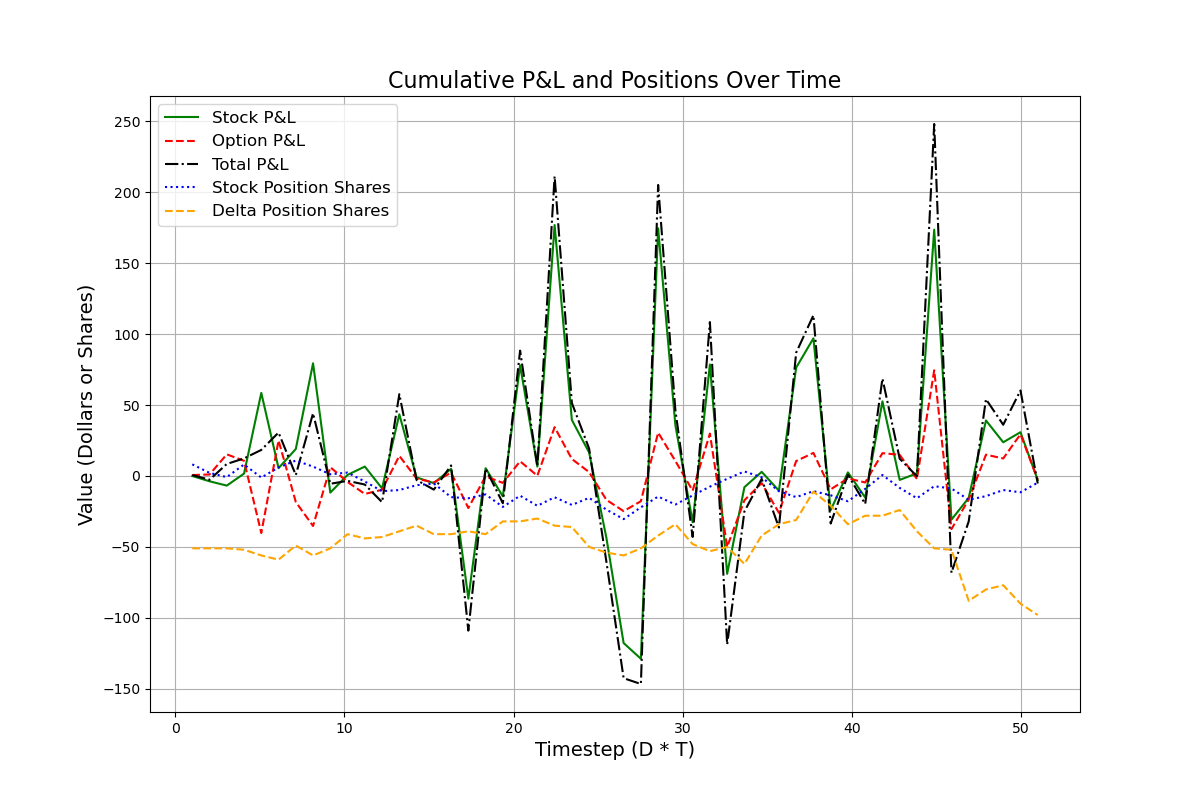 Cumulative P&L and Positions Over Time
Stock P&L
Option P&L
Total P&L
Stock Position Shares
Delta Position Shares
Value (Dollars or Shares)
250
200
150
100
50
0
−50
−100
−150
0 10 20 30 40 50
Timestep (D * T)